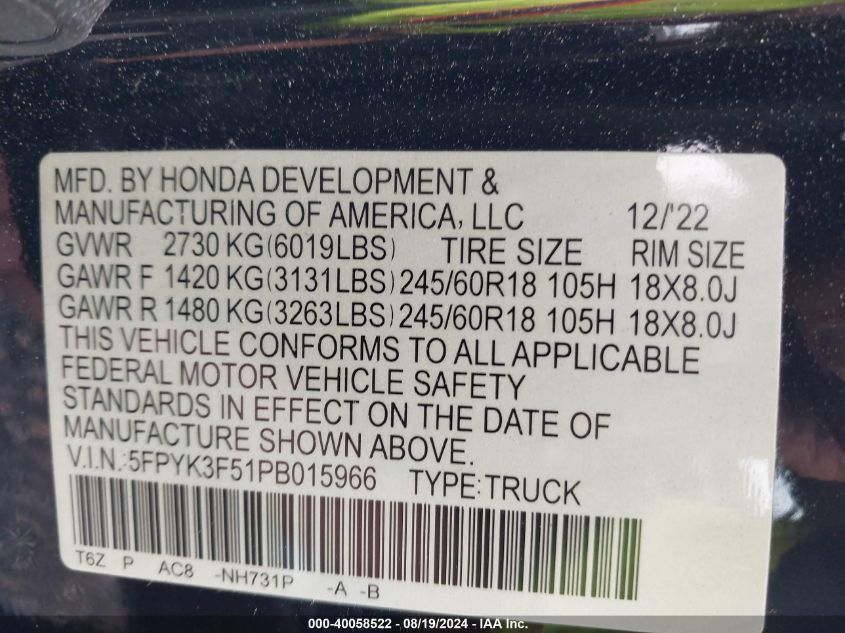 MFD. BY HONDA DEVELOPMENT &
MANUFACTURING OF AMERICA, LLC 12/'22
GVWR 2730 KG(6019LBS) TIRE SIZE RIM SIZE
GAWR F 1420 KG(3131LBS) 245/60R18 105H 18X8.0J
GAWR R 1480 KG(3263LBS) 245/60R18 105H 18X8.0J
THIS VEHICLE CONFORMS TO ALL APPLICABLE
FEDERAL MOTOR VEHICLE SAFETY
STANDARDS IN EFFECT ON THE DATE OF
MANUFACTURE SHOWN ABOVE.
V.I.N.:5FPYK3F51PB015966 TYPE:TRUCK
T6Z P AC8 -NH731P -A -B
000-40058522 - 08/19/2024 - IAA Inc.